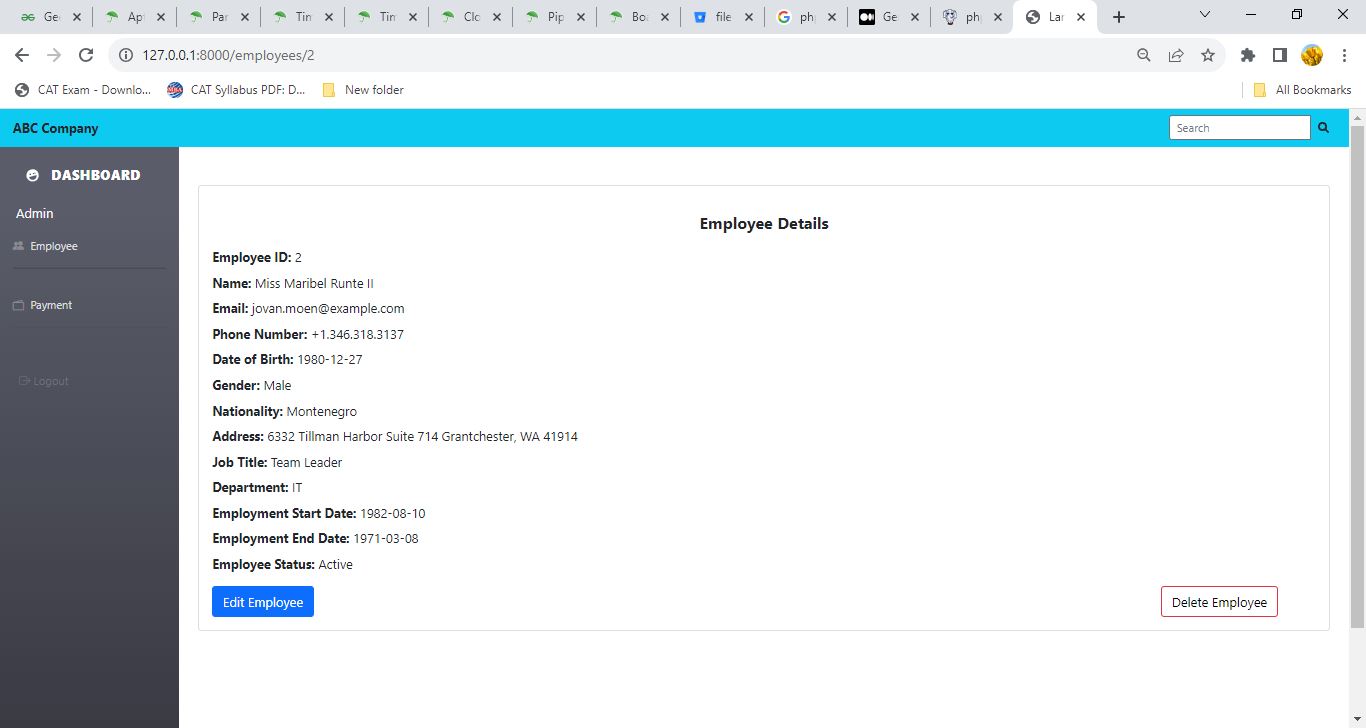 Ge
Ap
Par
Tim
Tim
Clo
Pip
Bo
file
ph
Ge
ph
Lar
127.0.0.1:8000/employees/2
CAT Exam - Downlo...
CAT Syllabus PDF: D...
New folder
All Bookmarks
ABC Company
Search
DASHBOARD
Admin
Employee
Payment
Logout
Employee Details
Employee ID: 2
Name: Miss Maribel Runte II
Email: jovan.moen@example.com
Phone Number: +1.346.318.3137
Date of Birth: 1980-12-27
Gender: Male
Nationality: Montenegro
Address: 6332 Tillman Harbor Suite 714 Grantchester, WA 41914
Job Title: Team Leader
Department: IT
Employment Start Date: 1982-08-10
Employment End Date: 1971-03-08
Employee Status: Active
Edit Employee
Delete Employee